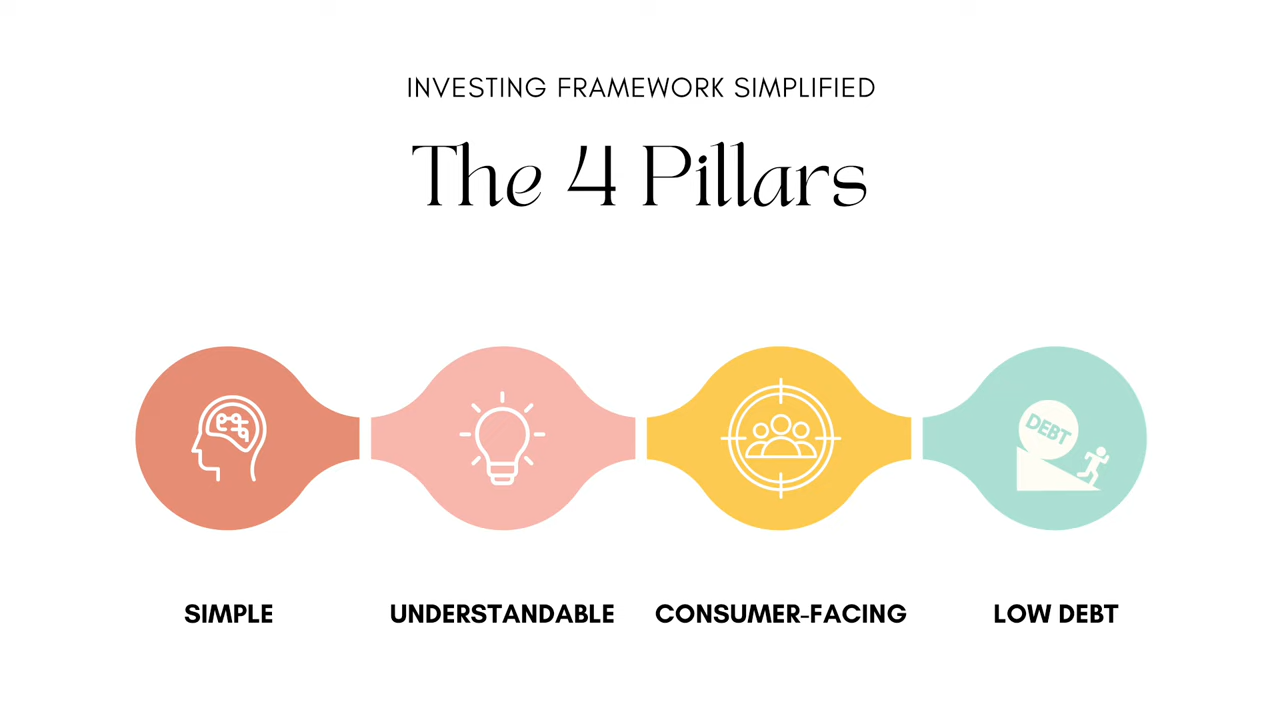 INVESTING FRAMEWORK SIMPLIFIED
The 4 Pillars
DEBT
SIMPLE
UNDERSTANDABLE
CONSUMER-FACING
LOW DEBT